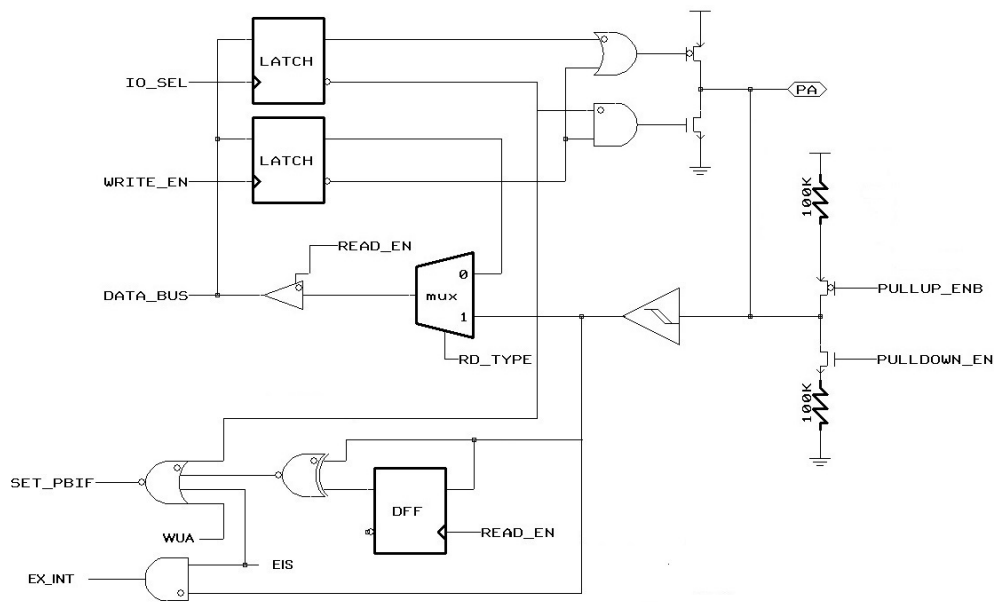 LATCH
IO_SEL
PA
LATCH
WRITE_EN
100K
READ_EN
0
DATA_BUS
mux
PULLUP_ENB
1
RD_TYPE
PULLDOWN_EN
100K
SET_PBIF
DFF
READ_EN
WUA
EIS
EX_INT